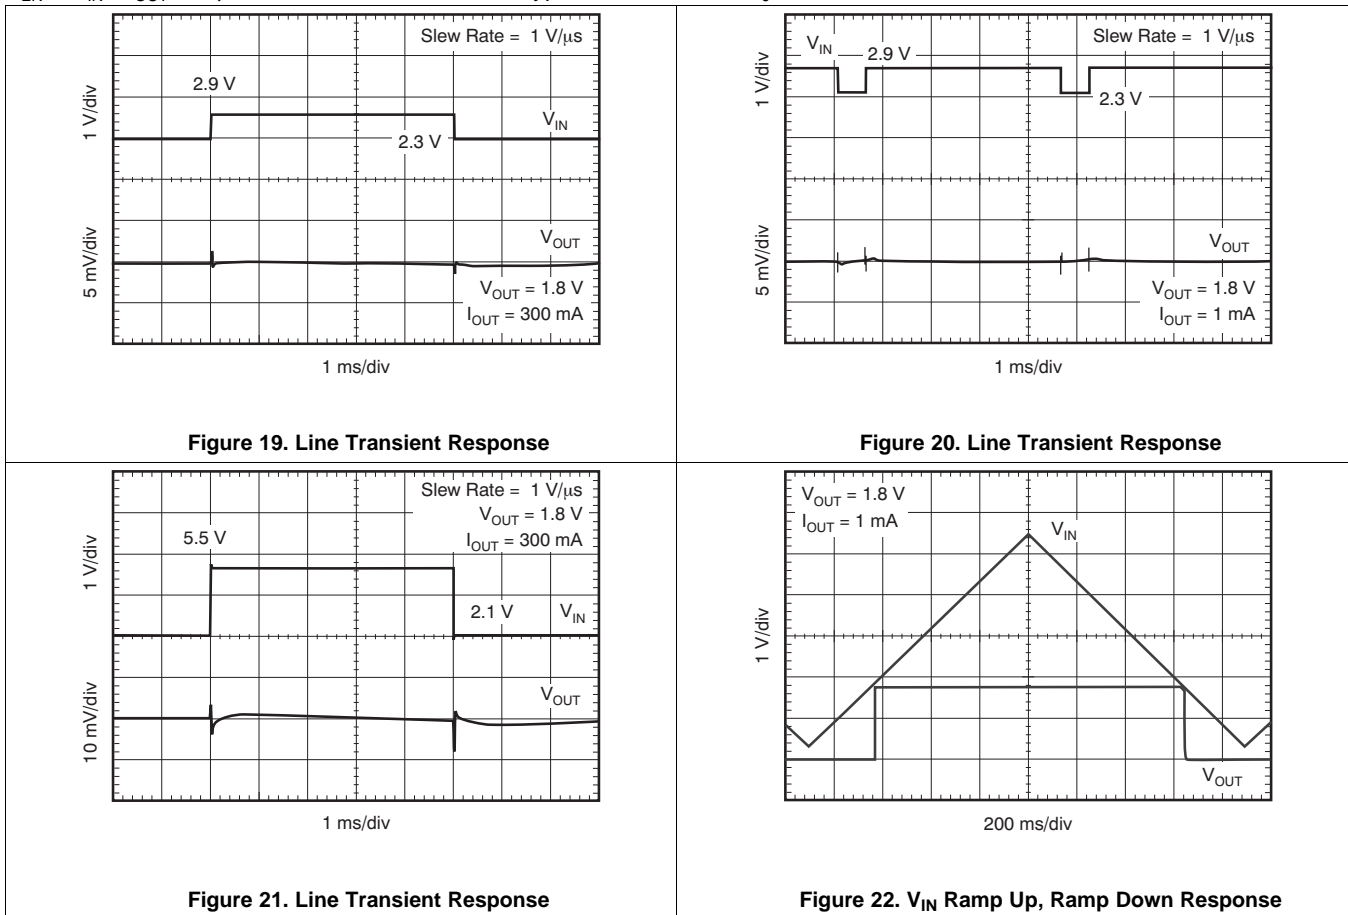 Slew Rate = 1 V/μs
2.9 V
1 V/div
V_IN
2.3 V
V_OUT
5 mV/div
V_OUT = 1.8 V
I_OUT = 300 mA
1 ms/div
Figure 19. Line Transient Response
Slew Rate = 1 V/μs
V_IN
2.9 V
1 V/div
2.3 V
V_OUT
5 mV/div
V_OUT = 1.8 V
I_OUT = 1 mA
1 ms/div
Figure 20. Line Transient Response
Slew Rate = 1 V/μs
V_OUT = 1.8 V
I_OUT = 300 mA
5.5 V
1 V/div
2.1 V
V_IN
V_OUT
10 mV/div
1 ms/div
Figure 21. Line Transient Response
V_OUT = 1.8 V
I_OUT = 1 mA
V_IN
1 V/div
V_OUT
200 ms/div
Figure 22. V_IN Ramp Up, Ramp Down Response